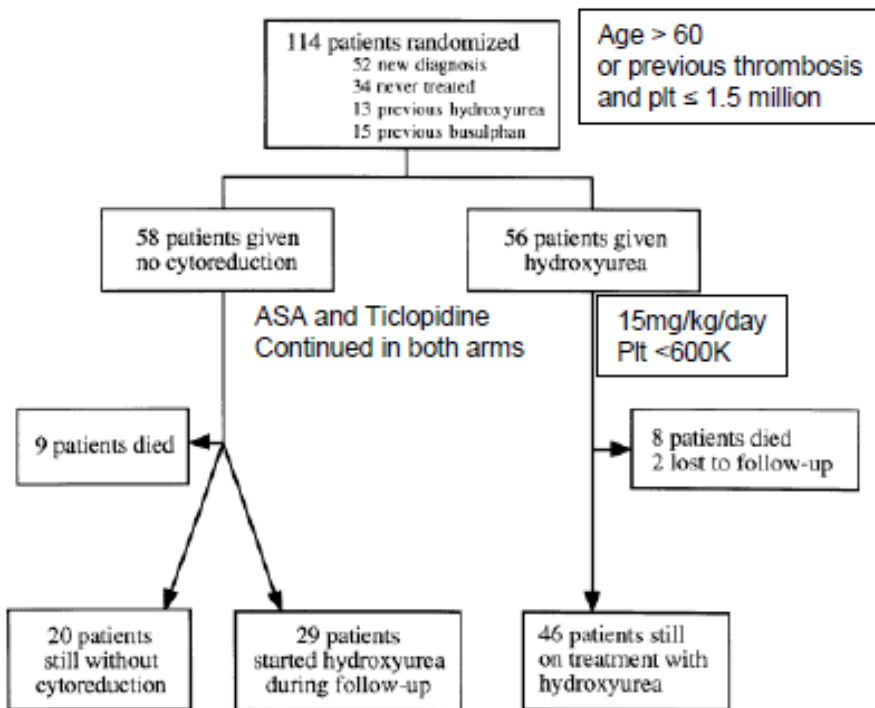 114 patients randomized
52 new diagnosis
34 never treated
13 previous hydroxyurea
15 previous busulphan
Age > 60
or previous thrombosis
and plt ≤ 1.5 million
58 patients given
no cytoreduction
56 patients given
hydroxyurea
ASA and Ticlopidine
Continued in both arms
15mg/kg/day
Plt <600K
9 patients died
8 patients died
2 lost to follow-up
20 patients
still without
cytoreduction
29 patients
started hydroxyurea
during follow-up
46 patients still
on treatment with
hydroxyurea